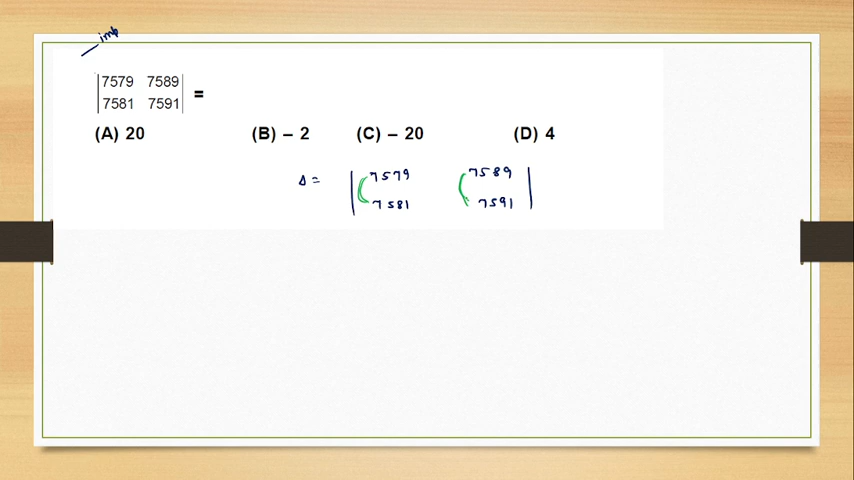 imp
|7579 7589|
|7581 7591| =
(A) 20 (B) – 2 (C) – 20 (D) 4
Δ = |7579 7589|
|7581 7591|